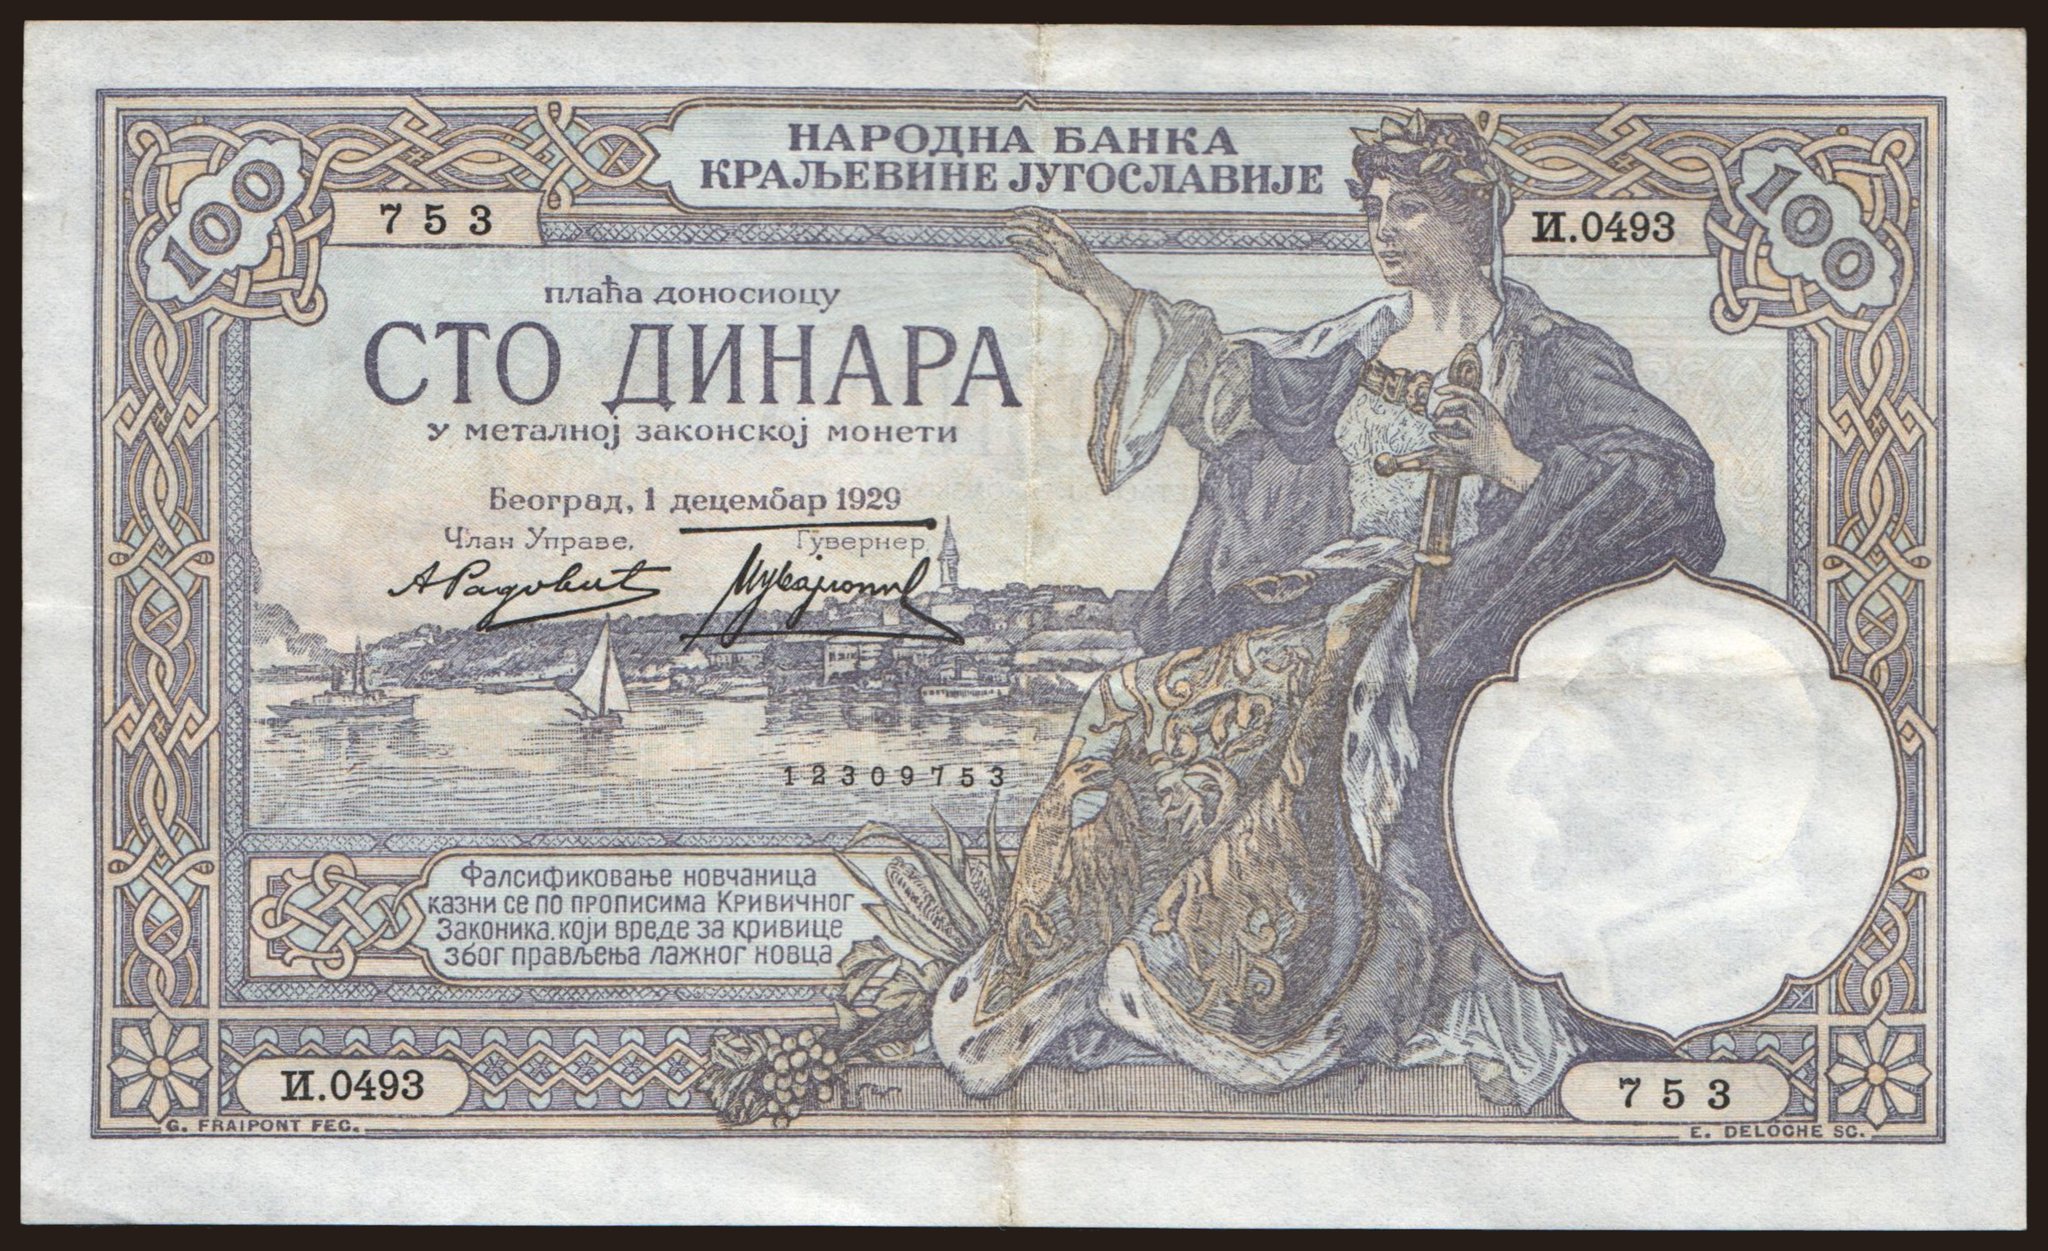 НАРОДНА БАНКА
КРАЉЕВИНЕ ЈУГОСЛАВИЈЕ
100
100
753
И.0493
плаћа доносиоцу
СТО ДИНАРА
у металној законској монети
Београд, 1 децембар 1929
Члан Управе,
Гувернер,
А Радовић
12309753
Фалсификовање новчаница
казни се по прописима Кривичног
Законика, који вреде за кривице
због прављења лажног новца
И.0493
753
G. FRAIPONT FEC.
E. DELOCHE SC.